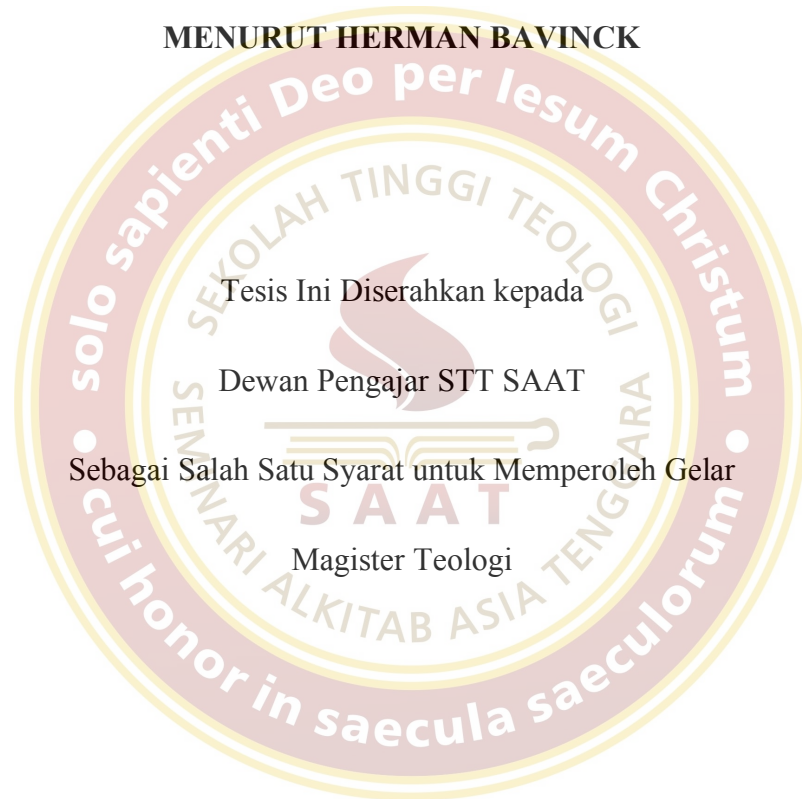 MENURUT HERMAN BAVINCK
solo sapienti Deo per Iesum Christum
SEKOLAH TINGGI TEOLOGI
Tesis Ini Diserahkan kepada
Dewan Pengajar STT SAAT
Sebagai Salah Satu Syarat untuk Memperoleh Gelar
SAAT
Magister Teologi
SEMINARI ALKITAB ASIA TENGGARA
cui honor in saecula saeculorum